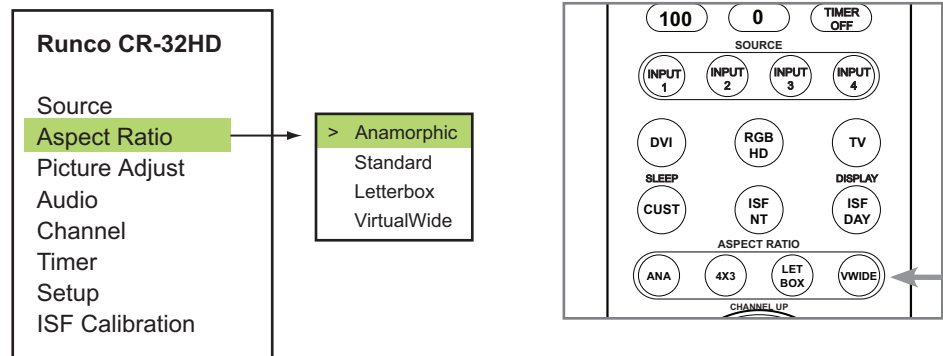 Runco CR-32HD
Source
Aspect Ratio
Picture Adjust
Audio
Channel
Timer
Setup
ISF Calibration
> Anamorphic
Standard
Letterbox
VirtualWide
100
0
TIMER
OFF
SOURCE
INPUT
1
INPUT
2
INPUT
3
INPUT
4
DVI
RGB
HD
TV
SLEEP
DISPLAY
CUST
ISF
NT
ISF
DAY
ASPECT RATIO
ANA
4X3
LET
BOX
VWIDE
CHANNEL UP